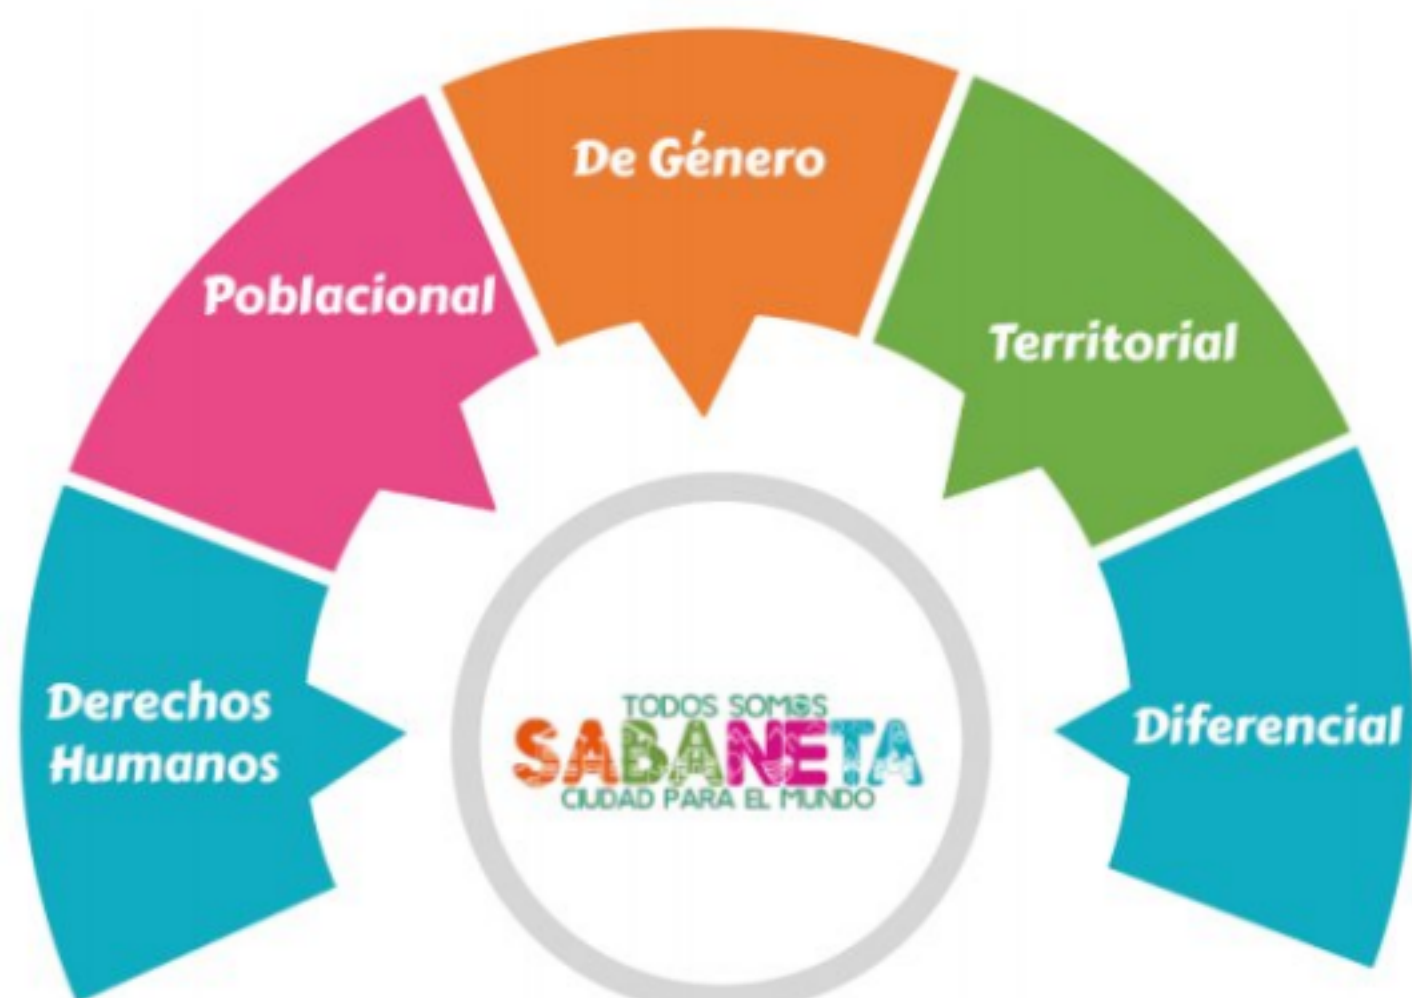 De Género
Poblacional
Territorial
Derechos
Humanos
Diferencial
TODOS SOMOS
SABANETA
CIUDAD PARA EL MUNDO